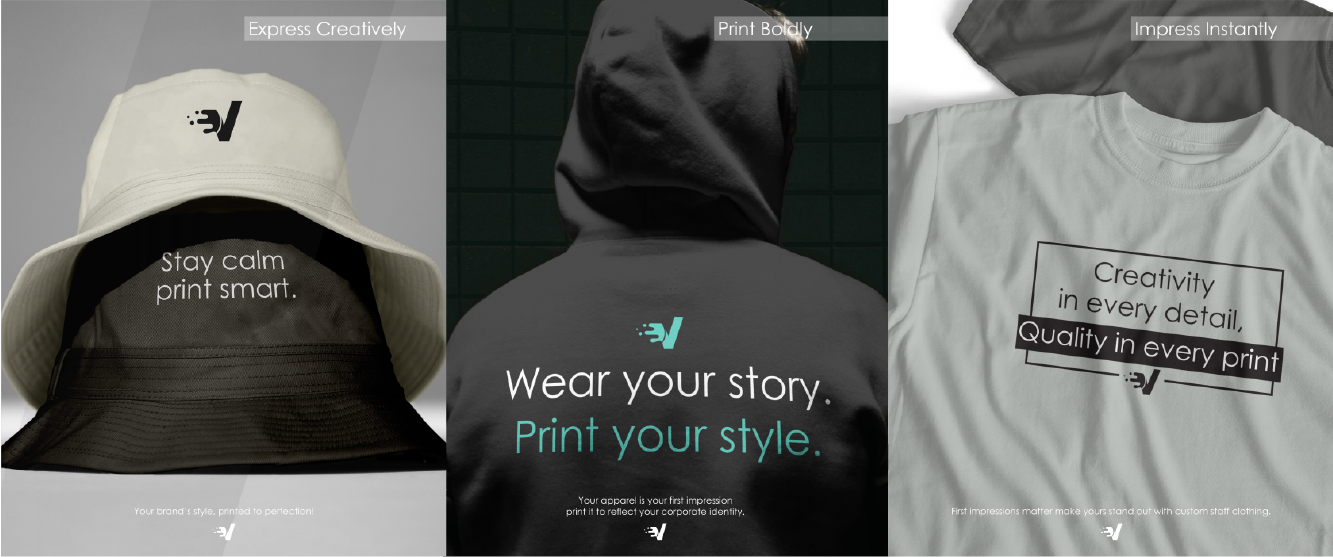 Express Creatively
Stay calm
print smart.
Your brand's style, printed to perfection!
Print Boldly
Wear your story.
Print your style.
Your apparel is your first impression
print it to reflect your corporate identity.
Impress Instantly
Creativity
in every detail,
Quality in every print
First impressions matter make yours stand out with custom staff clothing.